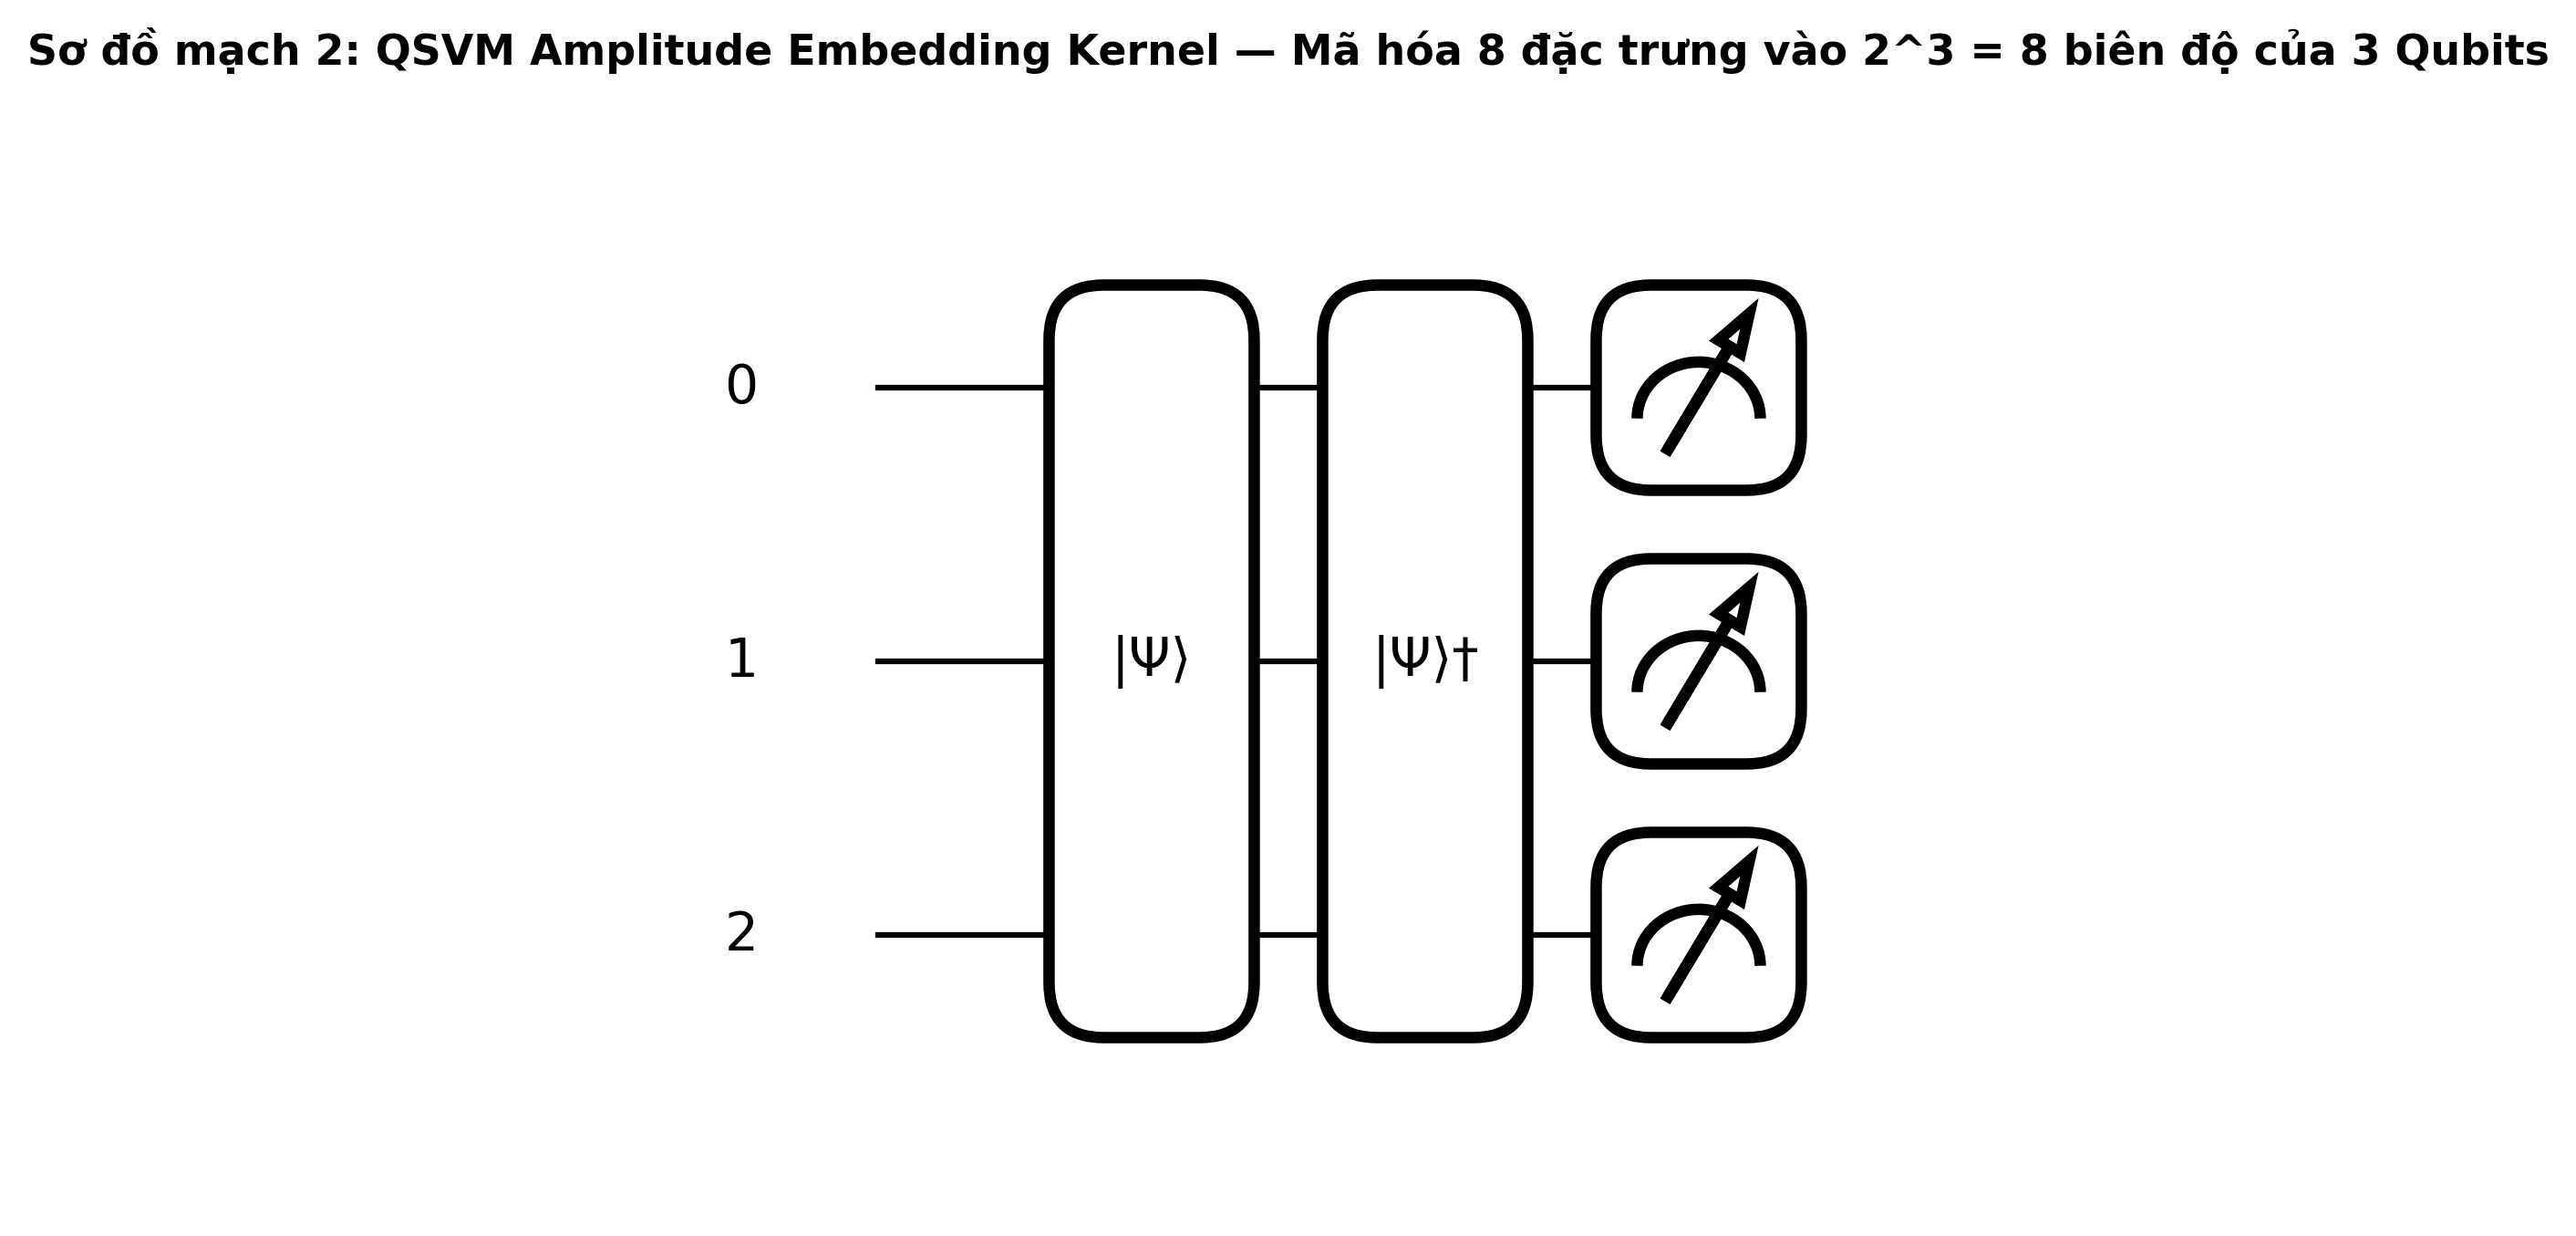 Sơ đồ mạch 2: QSVM Amplitude Embedding Kernel — Mã hóa 8 đặc trưng vào 2^3 = 8 biên độ của 3 Qubits
0
1
|Ψ⟩
|Ψ⟩†
2